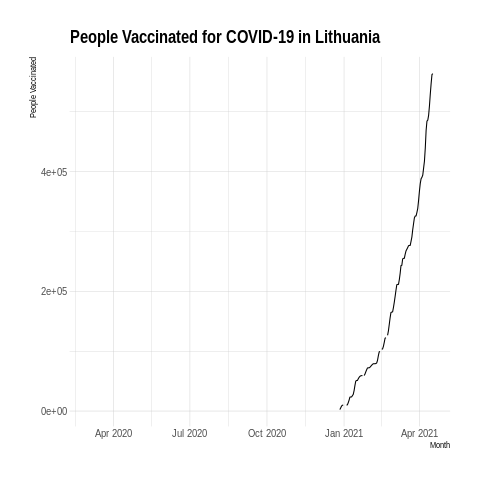 People Vaccinated for COVID-19 in Lithuania
People Vaccinated
4e+05
2e+05
0e+00
Apr 2020 Jul 2020 Oct 2020 Jan 2021 Apr 2021
Month